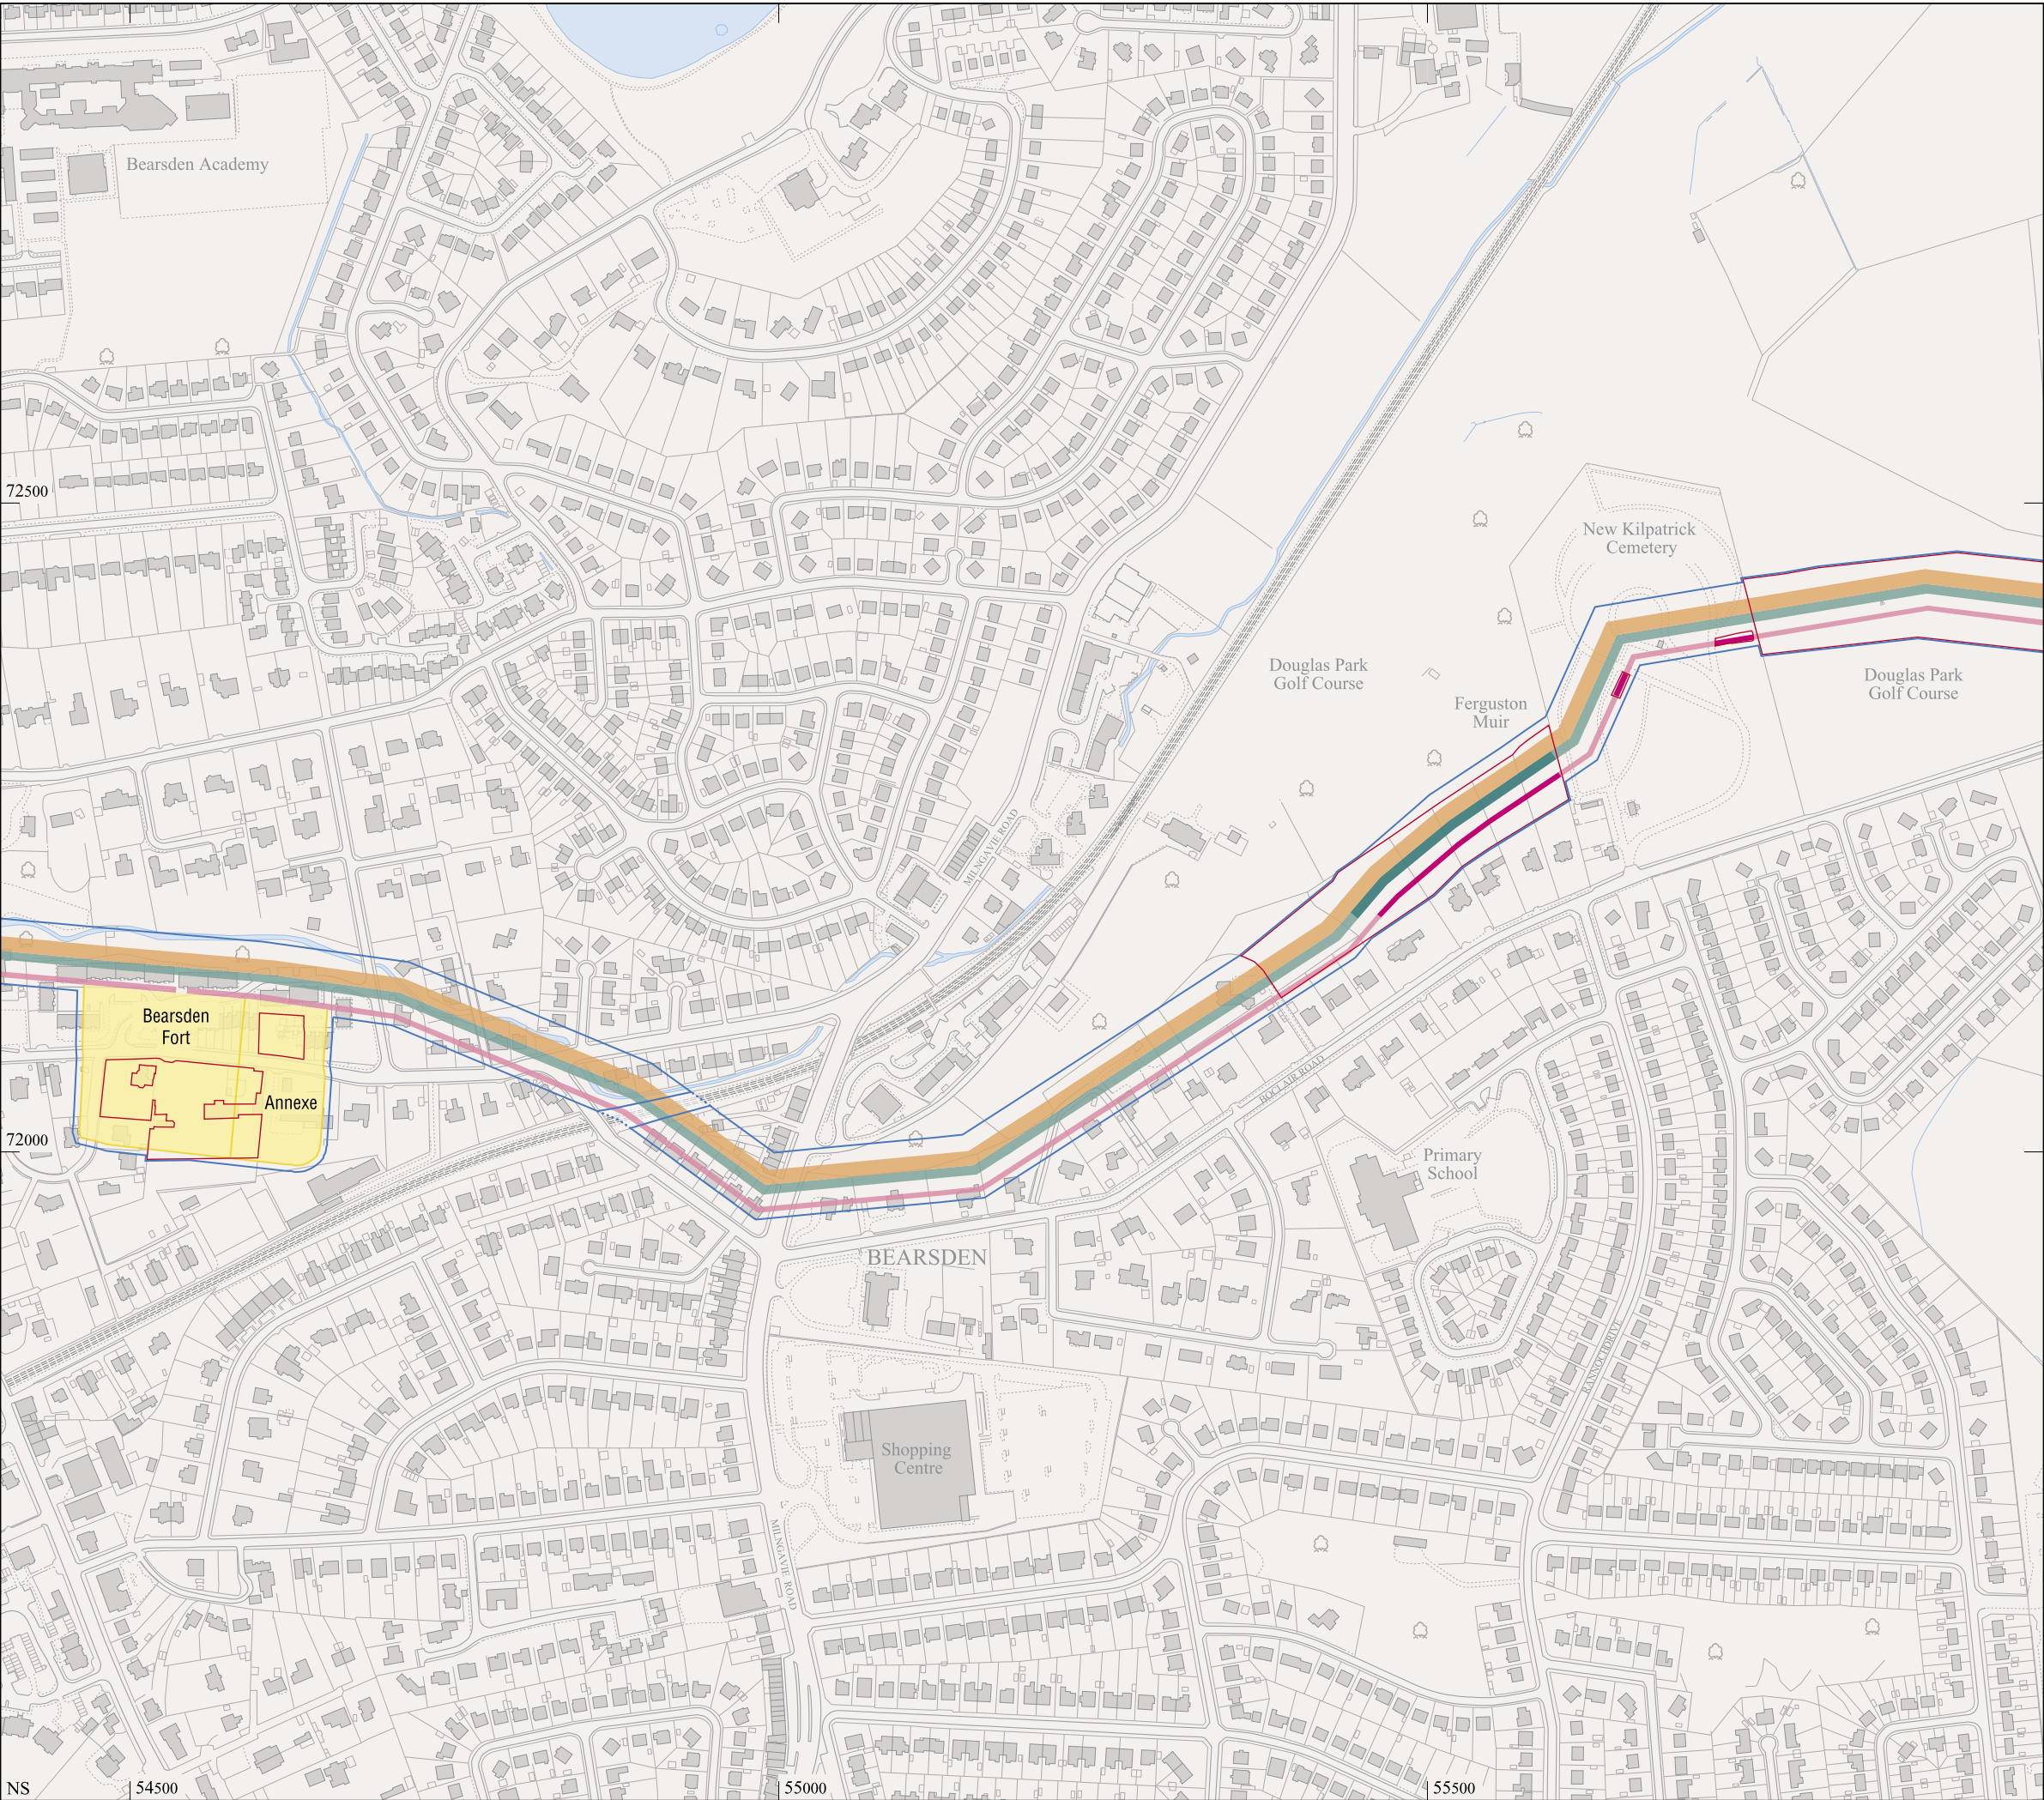 Bearsden Academy
72500
New Kilpatrick
Cemetery
Douglas Park
Golf Course
Douglas Park
Golf Course
Ferguston
Muir
MILNGAVIE ROAD
Bearsden
Fort
Annexe
BOCLAIR ROAD
72000
Primary
School
BEARSDEN
RANNOCH DRIVE
Shopping
Centre
MILNGAVIE ROAD
NS
54500
55000
55500